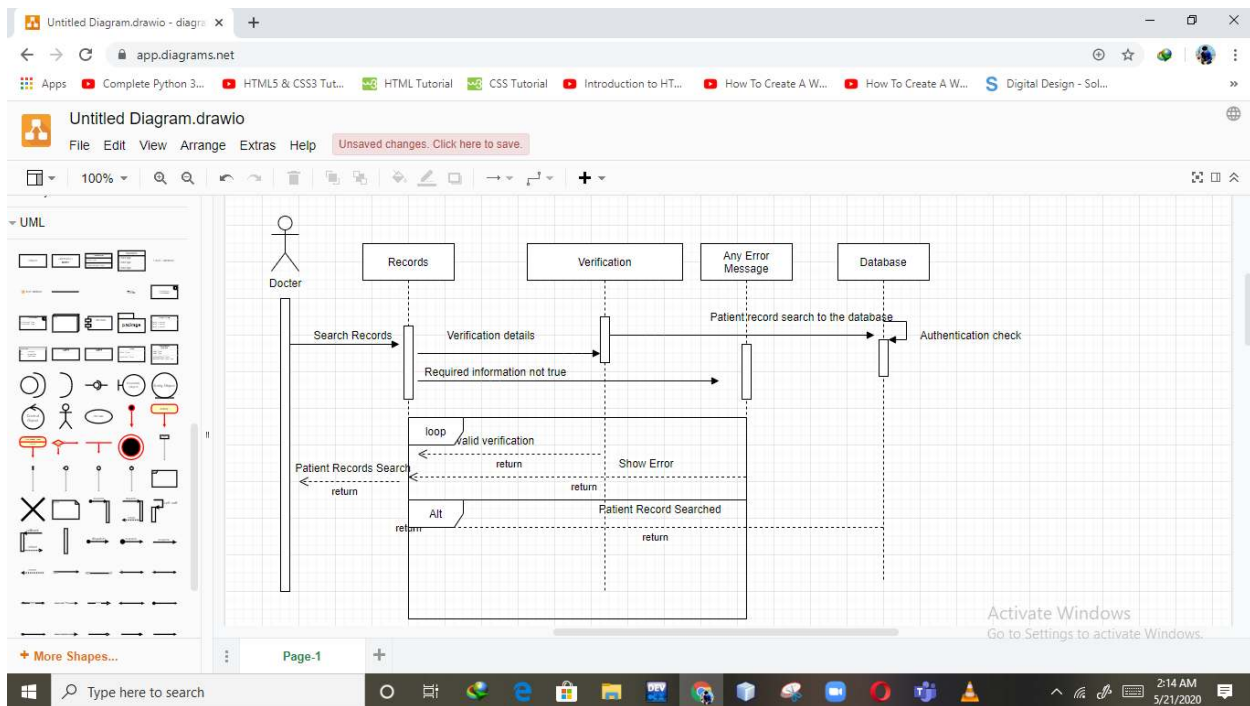 Untitled Diagram.drawio - diagra
app.diagrams.net
Apps Complete Python 3... HTML5 & CSS3 Tut... HTML Tutorial CSS Tutorial Introduction to HT... How To Create A W... How To Create A W... Digital Design - Sol...
Untitled Diagram.drawio
File Edit View Arrange Extras Help Unsaved changes. Click here to save.
100%
UML
package
Docter
Records
Verification
Any Error
Message
Database
Patient record search to the database
Search Records
Verification details
Authentication check
Required information not true
loop
valid verification
return
Show Error
Patient Records Search
return
return
Alt
Patient Record Searched
return
return
Activate Windows
Go to Settings to activate Windows.
+ More Shapes...
Page-1
Type here to search
DEV
2:14 AM
5/21/2020